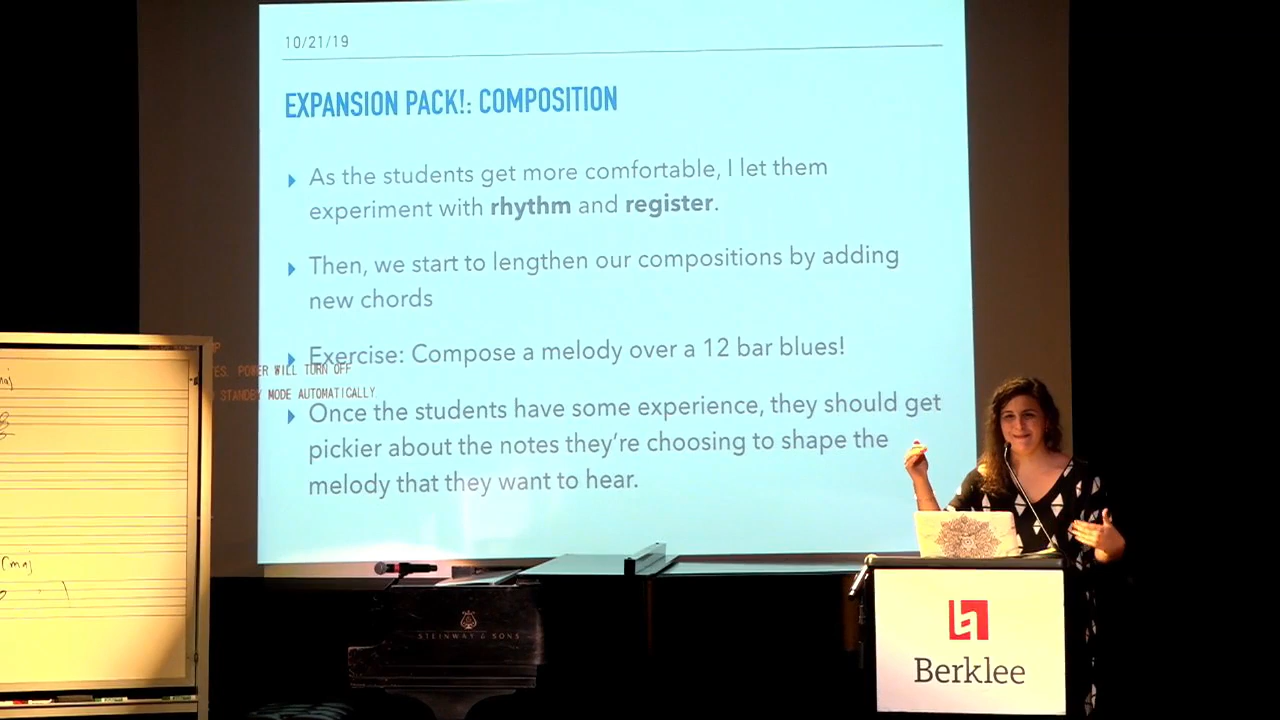 10/21/19
EXPANSION PACK!: COMPOSITION
As the students get more comfortable, I let them
experiment with rhythm and register.
Then, we start to lengthen our compositions by adding
new chords
Exercise: Compose a melody over a 12 bar blues!
POWER WILL TURN OFF
STANDBY MODE AUTOMATICALLY
Once the students have some experience, they should get
pickier about the notes they're choosing to shape the
melody that they want to hear.
STEINWAY & SONS
Berklee